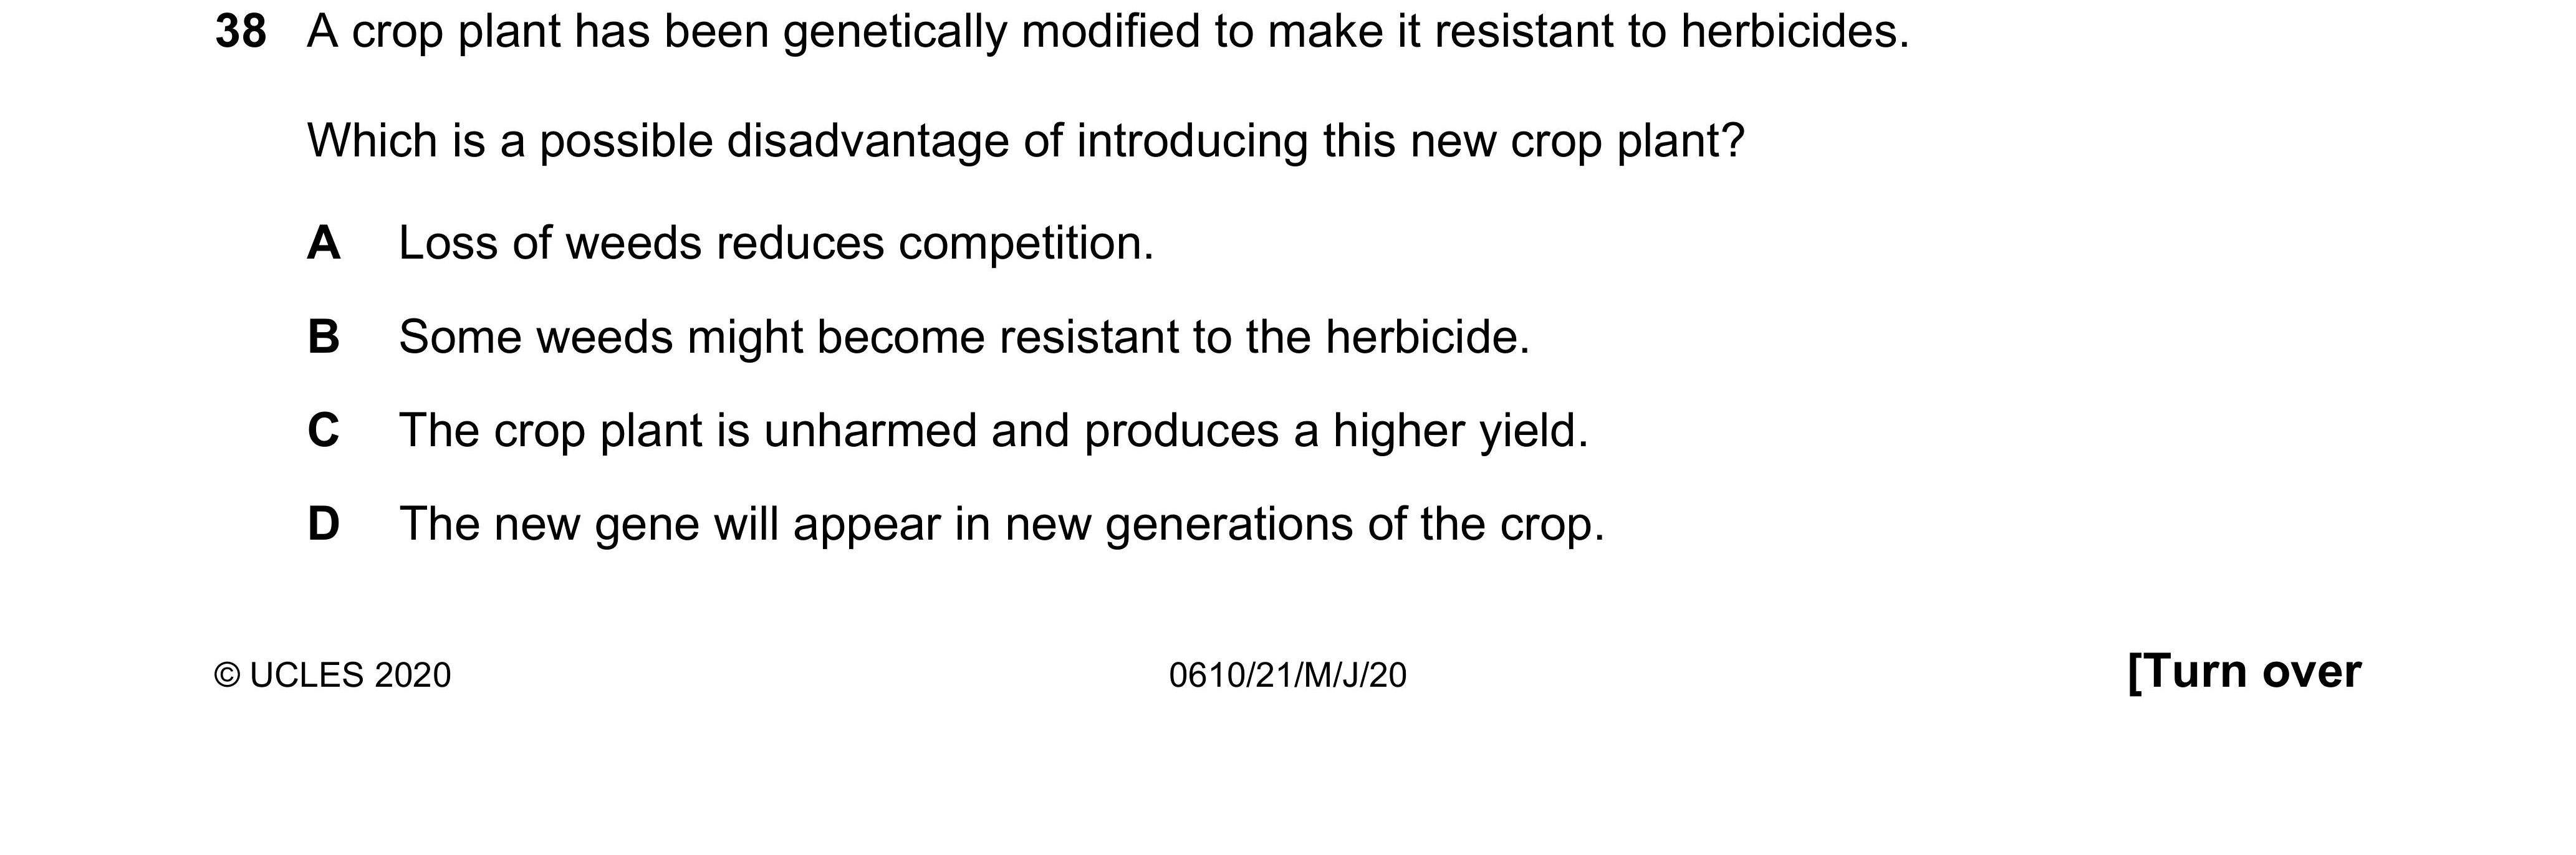 38 A crop plant has been genetically modified to make it resistant to herbicides.
Which is a possible disadvantage of introducing this new crop plant?
A Loss of weeds reduces competition.
B Some weeds might become resistant to the herbicide.
C The crop plant is unharmed and produces a higher yield.
D The new gene will appear in new generations of the crop.
© UCLES 2020 0610/21/M/J/20 [Turn over